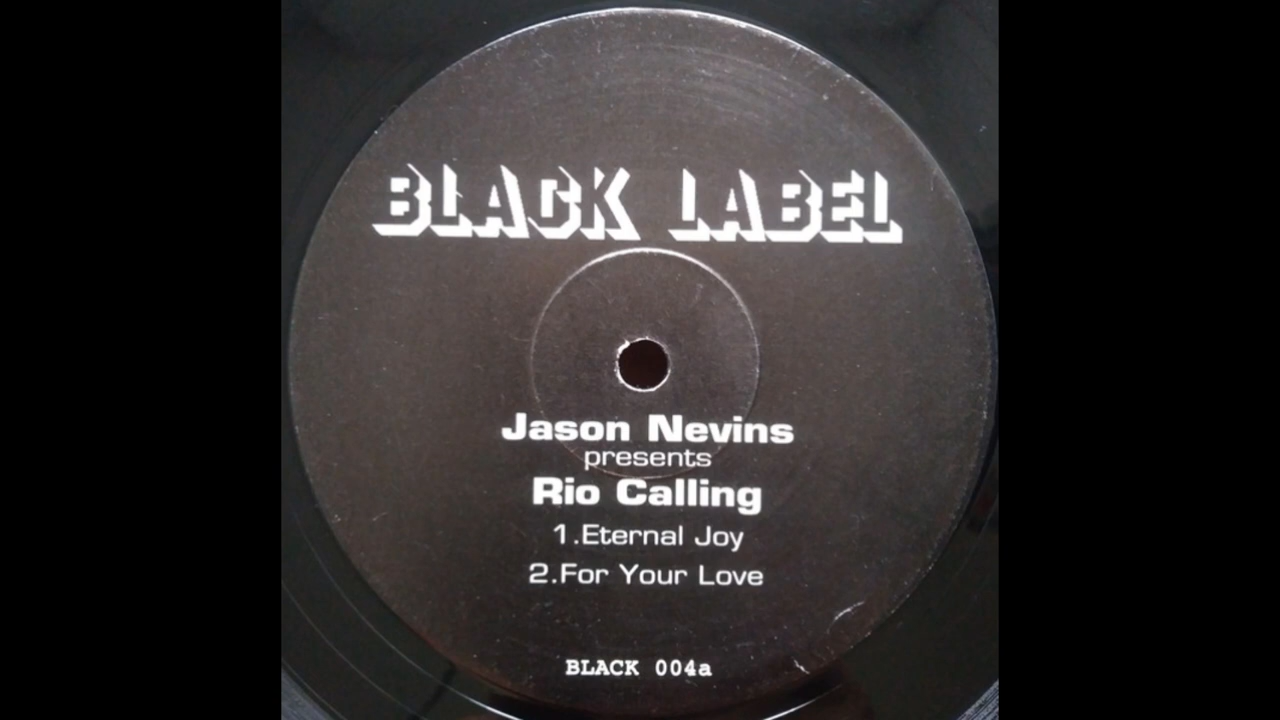 BLACK LABEL
Jason Nevins
presents
Rio Calling
1.Eternal Joy
2.For Your Love
BLACK 004a